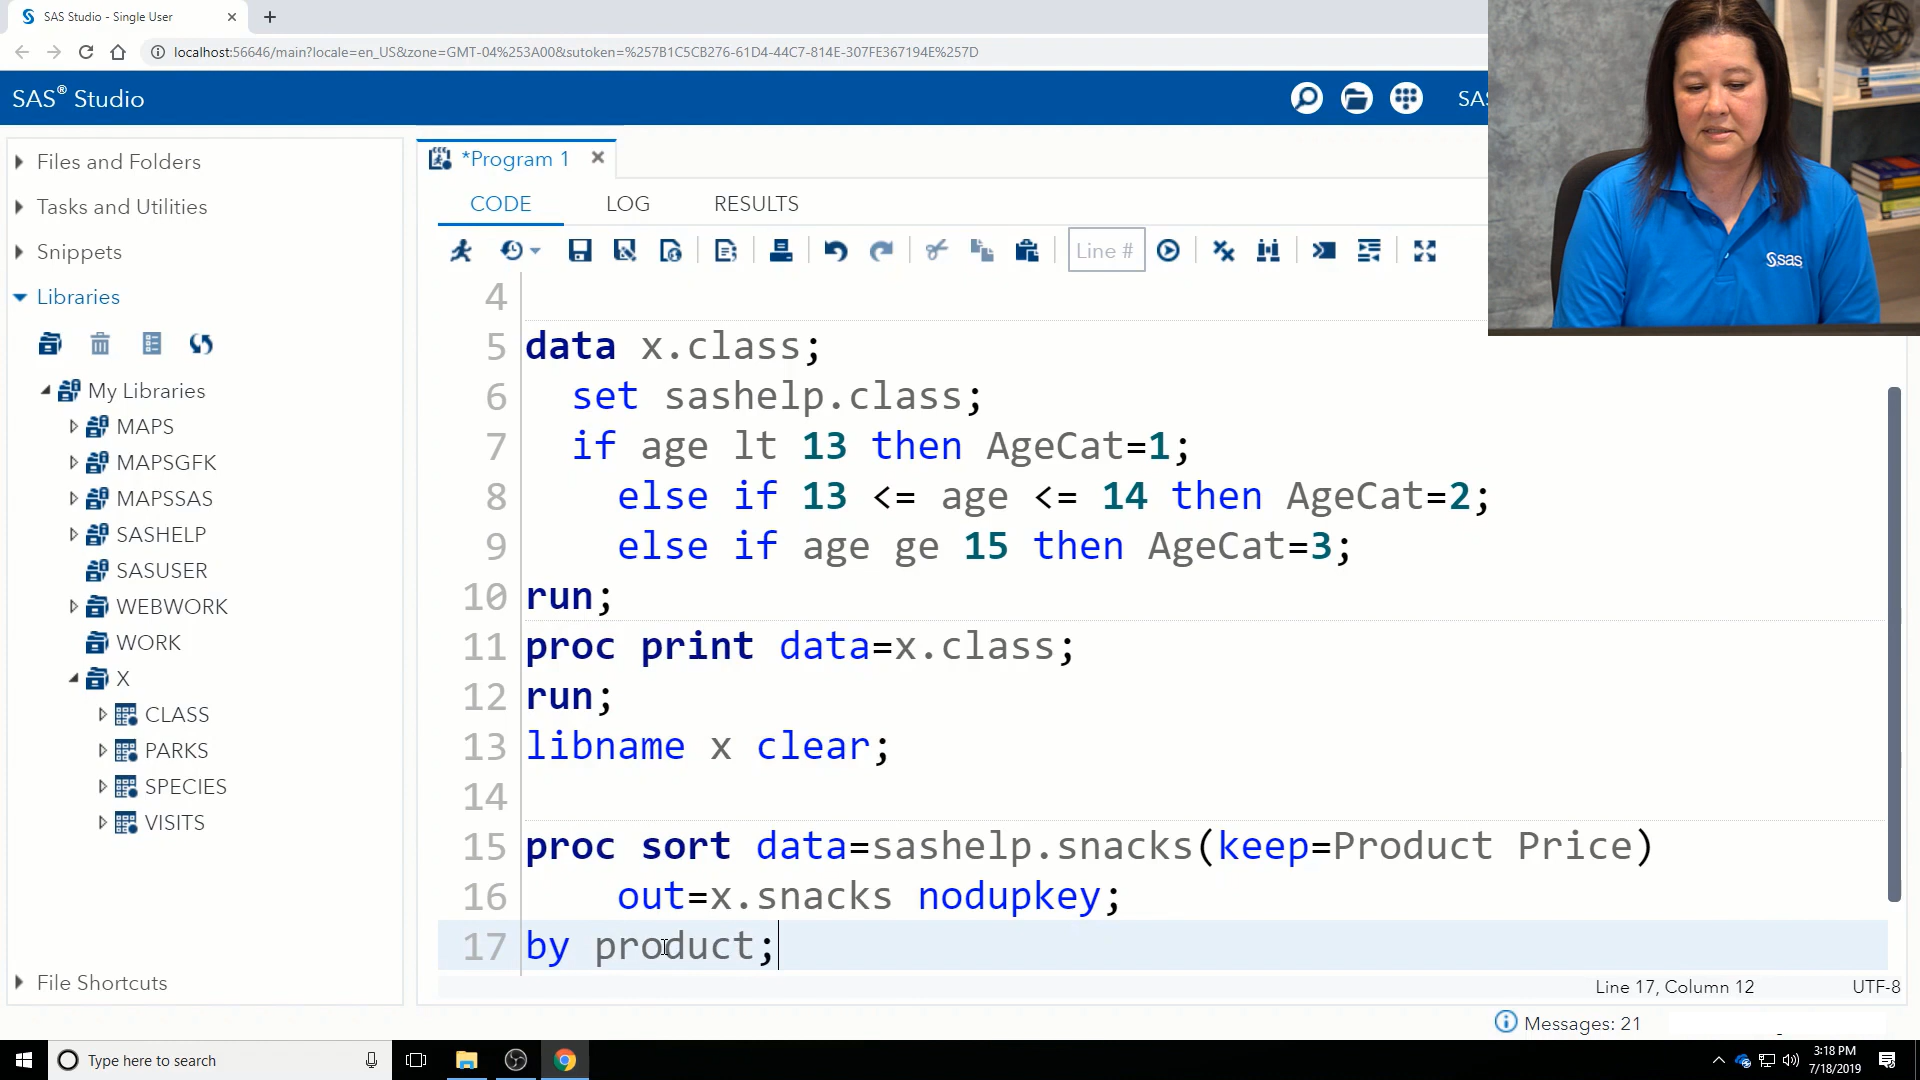 SAS Studio - Single User
localhost:56646/main?locale=en_US&zone=GMT-04%253A00&sutoken=%257B1C5CB276-61D4-44C7-814E-307FE367194E%257D
SAS® Studio
SAS
Files and Folders
Tasks and Utilities
Snippets
Libraries
My Libraries
MAPS
MAPSGFK
MAPSSAS
SASHELP
SASUSER
WEBWORK
WORK
X
CLASS
PARKS
SPECIES
VISITS
File Shortcuts
*Program 1
CODE LOG RESULTS
Line #
4
5 data x.class;
6 set sashelp.class;
7 if age lt 13 then AgeCat=1;
8 else if 13 <= age <= 14 then AgeCat=2;
9 else if age ge 15 then AgeCat=3;
10 run;
11 proc print data=x.class;
12 run;
13 libname x clear;
14
15 proc sort data=sashelp.snacks(keep=Product Price)
16 out=x.snacks nodupkey;
17 by product;
Line 17, Column 12 UTF-8
Messages: 21
sas
Type here to search
3:18 PM
7/18/2019